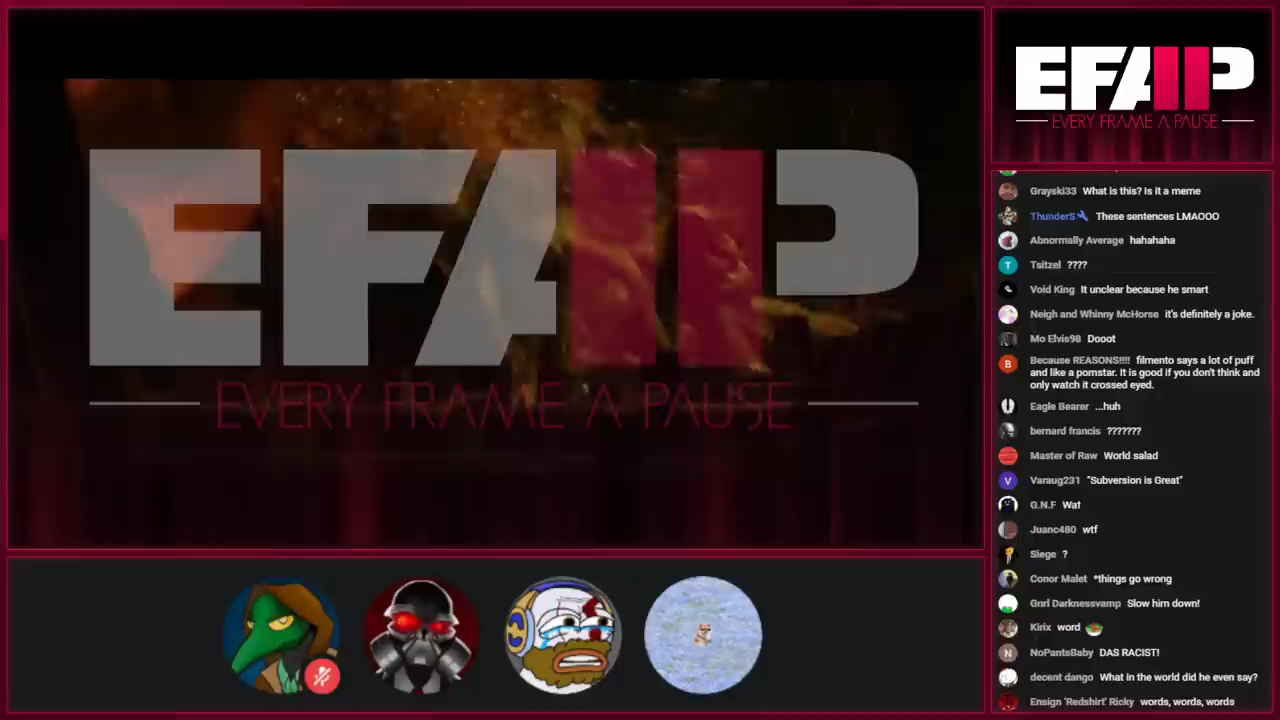 EFAP
EVERY FRAME A PAUSE
EFAP
EVERY FRAME A PAUSE
Grayski33 What is this? Is it a meme
ThunderS These sentences LMAOOO
Abnormally Average hahahaha
T Tsitzel ????
Void King It unclear because he smart
Neigh and Whinny McHorse it's definitely a joke.
Mo Elvis98 Dooot
B Because REASONS!!!! filmento says a lot of puff
and like a pornstar. It is good if you don't think and
only watch it crossed eyed.
Eagle Bearer ...huh
bernard francis ???????
Master of Raw World salad
V Varaug231 "Subversion is Great"
G.N.F Wat
Juanc480 wtf
Siege ?
Conor Malet *things go wrong
Gnrl Darknessvamp Slow him down!
Kirix word
N NoPantsBaby DAS RACIST!
decent dango What in the world did he even say?
Ensign 'Redshirt' Ricky words, words, words